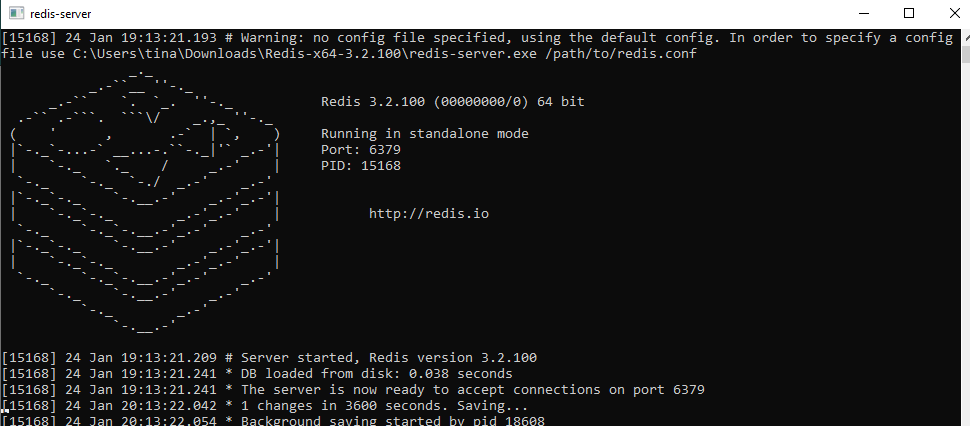 redis-server
[15168] 24 Jan 19:13:21.193 # Warning: no config file specified, using the default config. In order to specify a config
file use C:\Users\tina\Downloads\Redis-x64-3.2.100\redis-server.exe /path/to/redis.conf
Redis 3.2.100 (00000000/0) 64 bit
Running in standalone mode
Port: 6379
PID: 15168
http://redis.io
[15168] 24 Jan 19:13:21.209 # Server started, Redis version 3.2.100
[15168] 24 Jan 19:13:21.241 * DB loaded from disk: 0.038 seconds
[15168] 24 Jan 19:13:21.241 * The server is now ready to accept connections on port 6379
[15168] 24 Jan 20:13:22.042 * 1 changes in 3600 seconds. Saving...
[15168] 24 Jan 20:13:22.054 * Background saving started by pid 18608